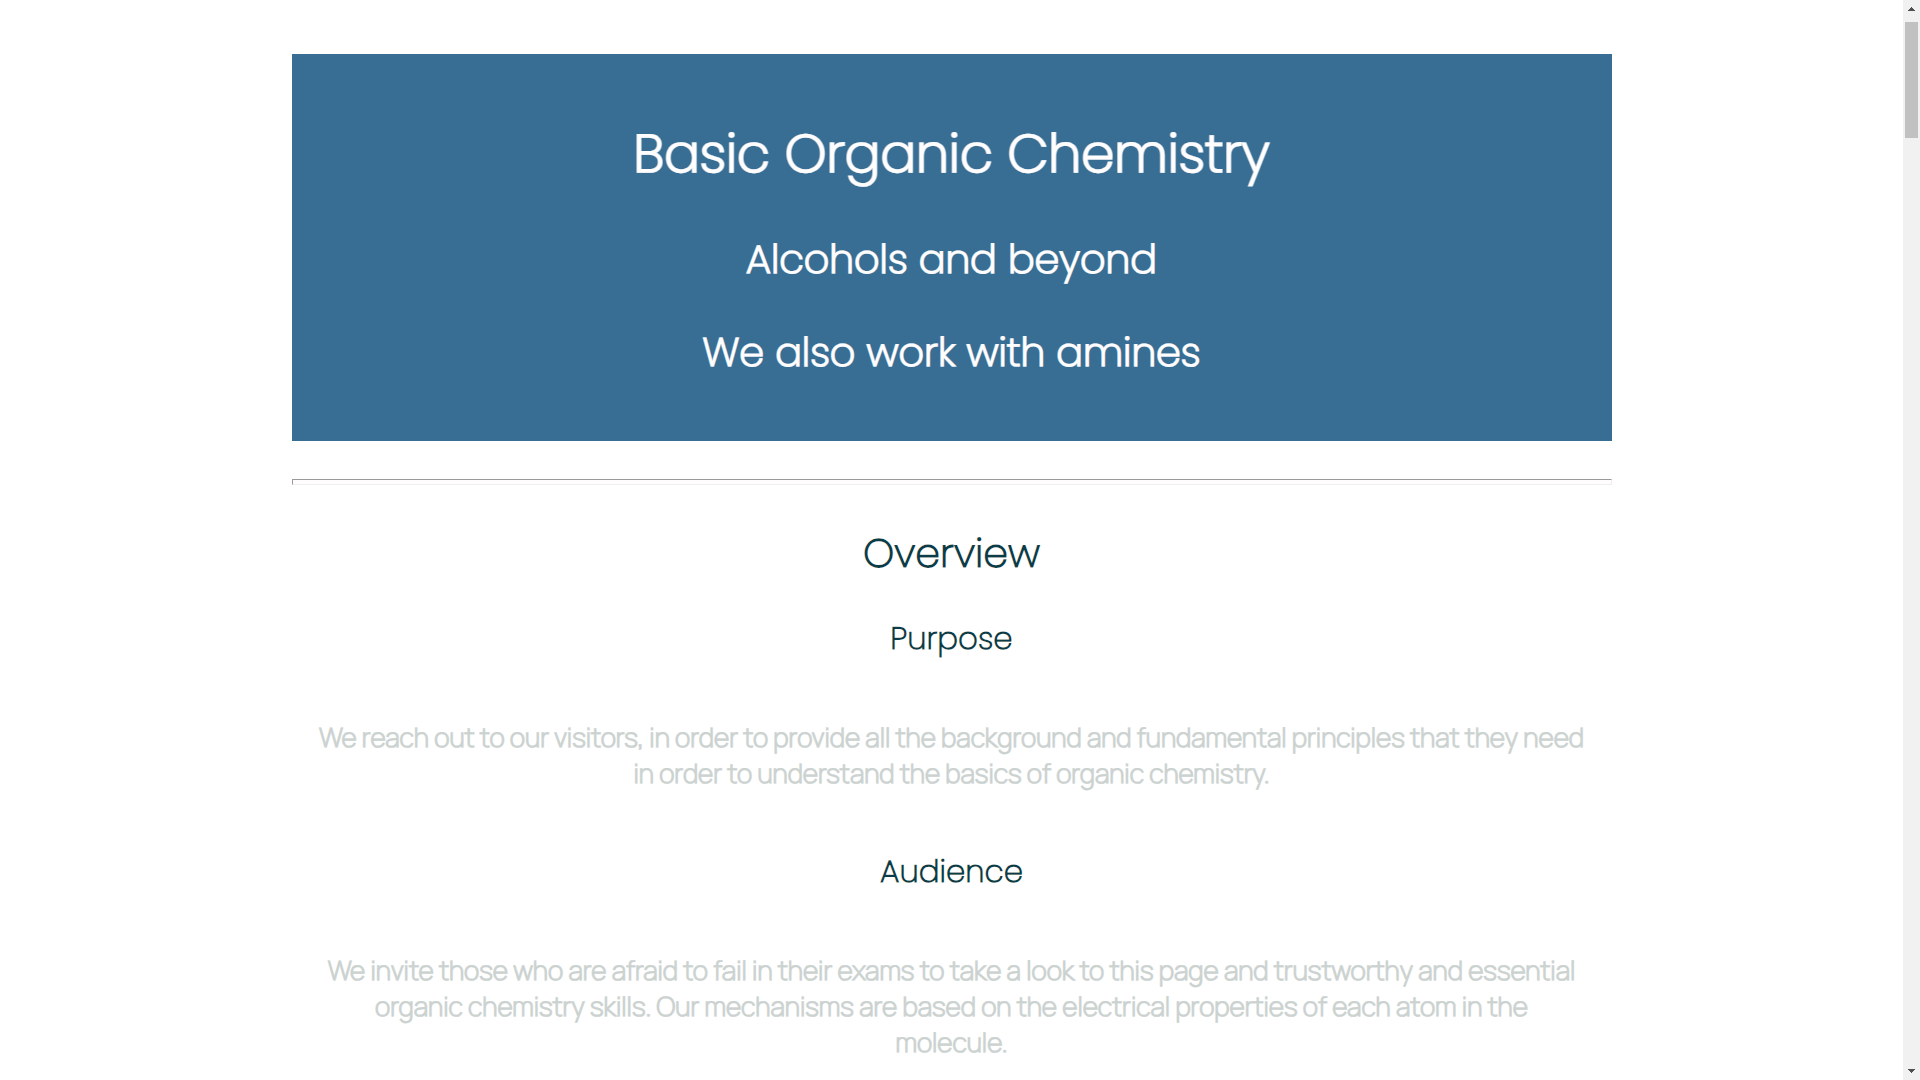 Basic Organic Chemistry
Alcohols and beyond
We also work with amines
Overview
Purpose
We reach out to our visitors, in order to provide all the background and fundamental principles that they need
in order to understand the basics of organic chemistry.
Audience
We invite those who are afraid to fail in their exams to take a look to this page and trustworthy and essential
organic chemistry skills. Our mechanisms are based on the electrical properties of each atom in the
molecule.